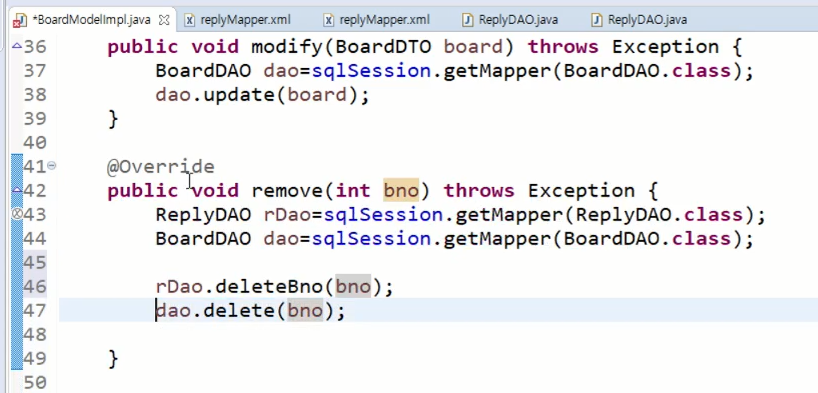 *BoardModelImpl.java replyMapper.xml replyMapper.xml ReplyDAO.java ReplyDAO.java
36 public void modify(BoardDTO board) throws Exception {
37 BoardDAO dao=sqlSession.getMapper(BoardDAO.class);
38 dao.update(board);
39 }
40
41 @Override
42 public void remove(int bno) throws Exception {
43 ReplyDAO rDao=sqlSession.getMapper(ReplyDAO.class);
44 BoardDAO dao=sqlSession.getMapper(BoardDAO.class);
45
46 rDao.deleteBno(bno);
47 dao.delete(bno);
48
49 }
50